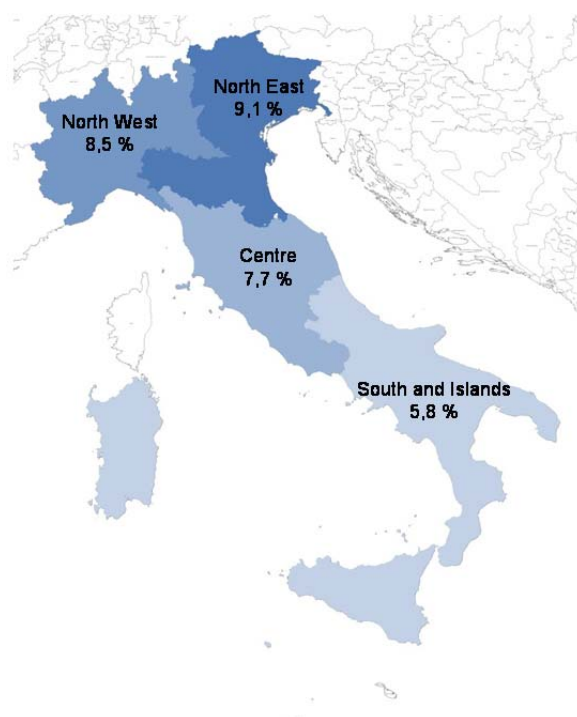 North East
9,1 %
North West
8,5 %
Centre
7,7 %
South and Islands
5,8 %